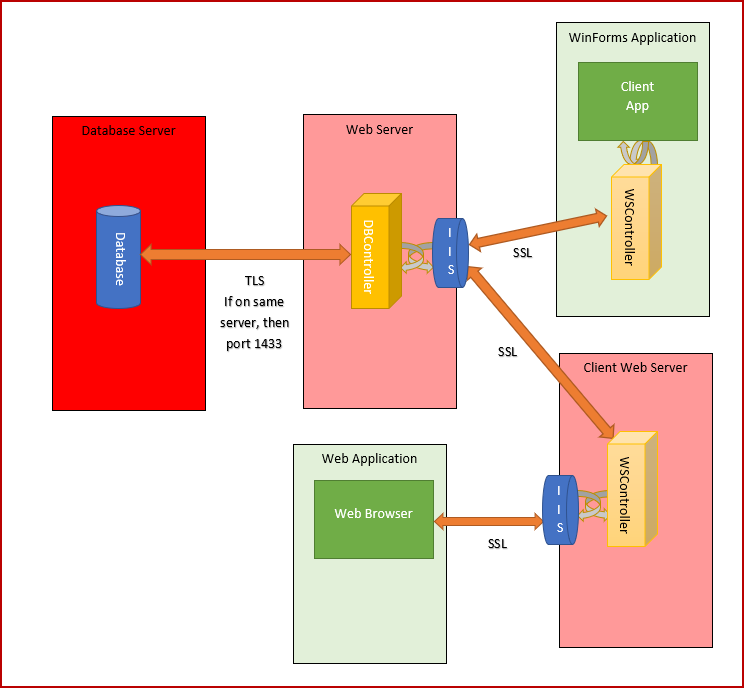 WinForms Application
Client
App
WSController
Database Server
Database
Web Server
DBController
I
I
S
TLS
If on same
server, then
port 1433
SSL
SSL
Client Web Server
WSController
I
I
S
Web Application
Web Browser
SSL